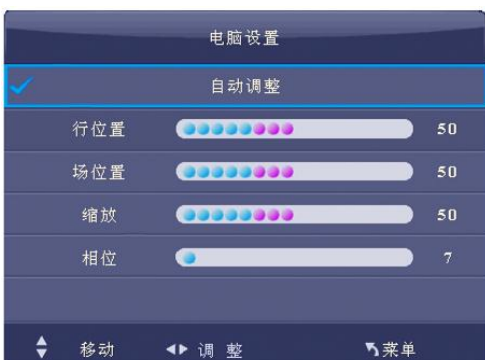 电脑设置
自动调整
行位置 50
场位置 50
缩放 50
相位 7
移动 调 整 菜单